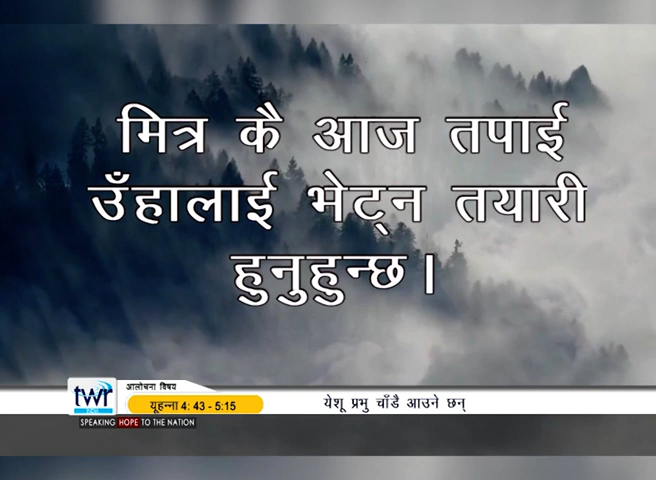 मित्र कै आज तपाई
उँहालाई भेट्न तयारी
हुनुहुन्छ ।
twr
आलोचना विषय
यूहन्ना 4: 43 - 5:15
येशू प्रभु चाँडै आउने छन्
SPEAKING HOPE TO THE NATION